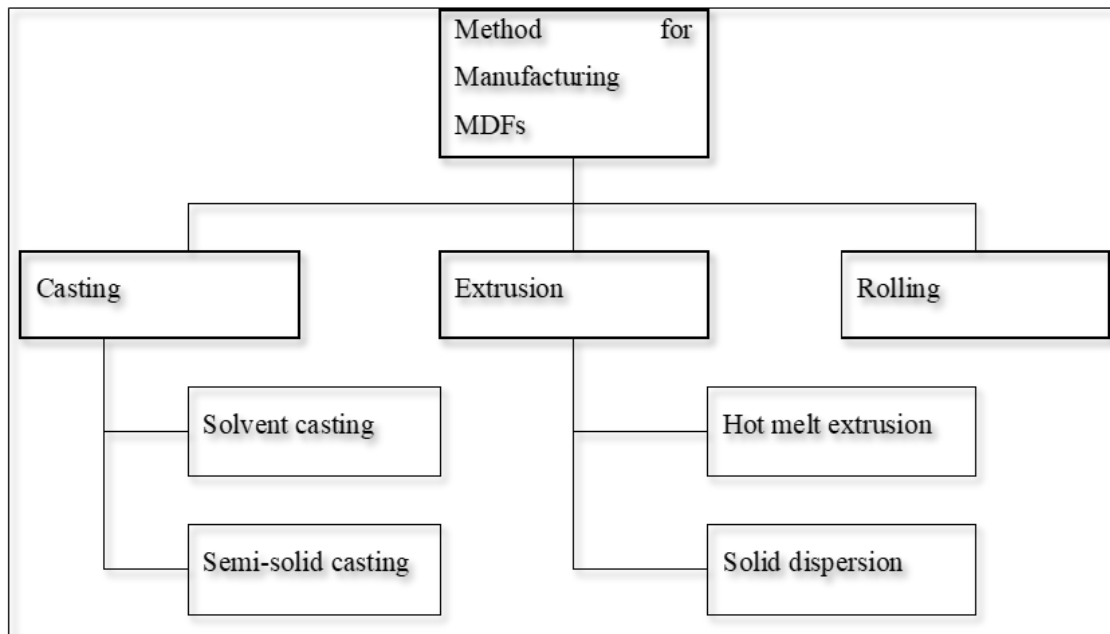 Method for
Manufacturing
MDFs
Casting
Extrusion
Rolling
Solvent casting
Hot melt extrusion
Semi-solid casting
Solid dispersion